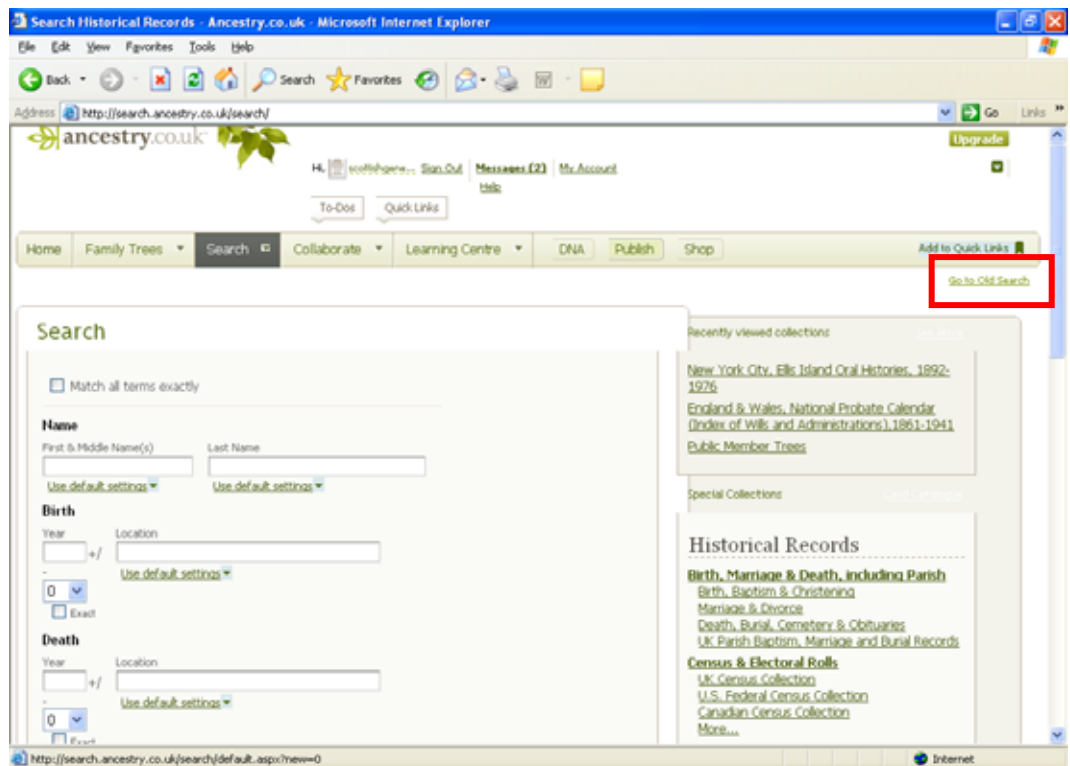 Search Historical Records - Ancestry.co.uk - Microsoft Internet Explorer
File Edit View Favorites Tools Help
Back Search Favorites
Address http://search.ancestry.co.uk/search/ Go Links »
ancestry.co.uk
Upgrade
Hi, scottishgene... Sign Out Messages (2) My Account
Help
To-Dos Quick Links
Home Family Trees Search Collaborate Learning Centre DNA Publish Shop Add to Quick Links
Go to Old Search
Search
Match all terms exactly
Name
First & Middle Name(s) Last Name
Use default settings Use default settings
Birth
Year Location
+/
-
Use default settings
0
Exact
Death
Year Location
+/
-
Use default settings
0
Exact
Recently viewed collections See More
New York City, Ellis Island Oral Histories, 1892-
1976
England & Wales, National Probate Calendar
(Index of Wills and Administrations),1861-1941
Public Member Trees
Special Collections Card Catalogue
Historical Records
Birth, Marriage & Death, including Parish
Birth, Baptism & Christening
Marriage & Divorce
Death, Burial, Cemetery & Obituaries
UK Parish Baptism, Marriage and Burial Records
Census & Electoral Rolls
UK Census Collection
U.S. Federal Census Collection
Canadian Census Collection
More...
http://search.ancestry.co.uk/search/default.aspx?new=0 Internet